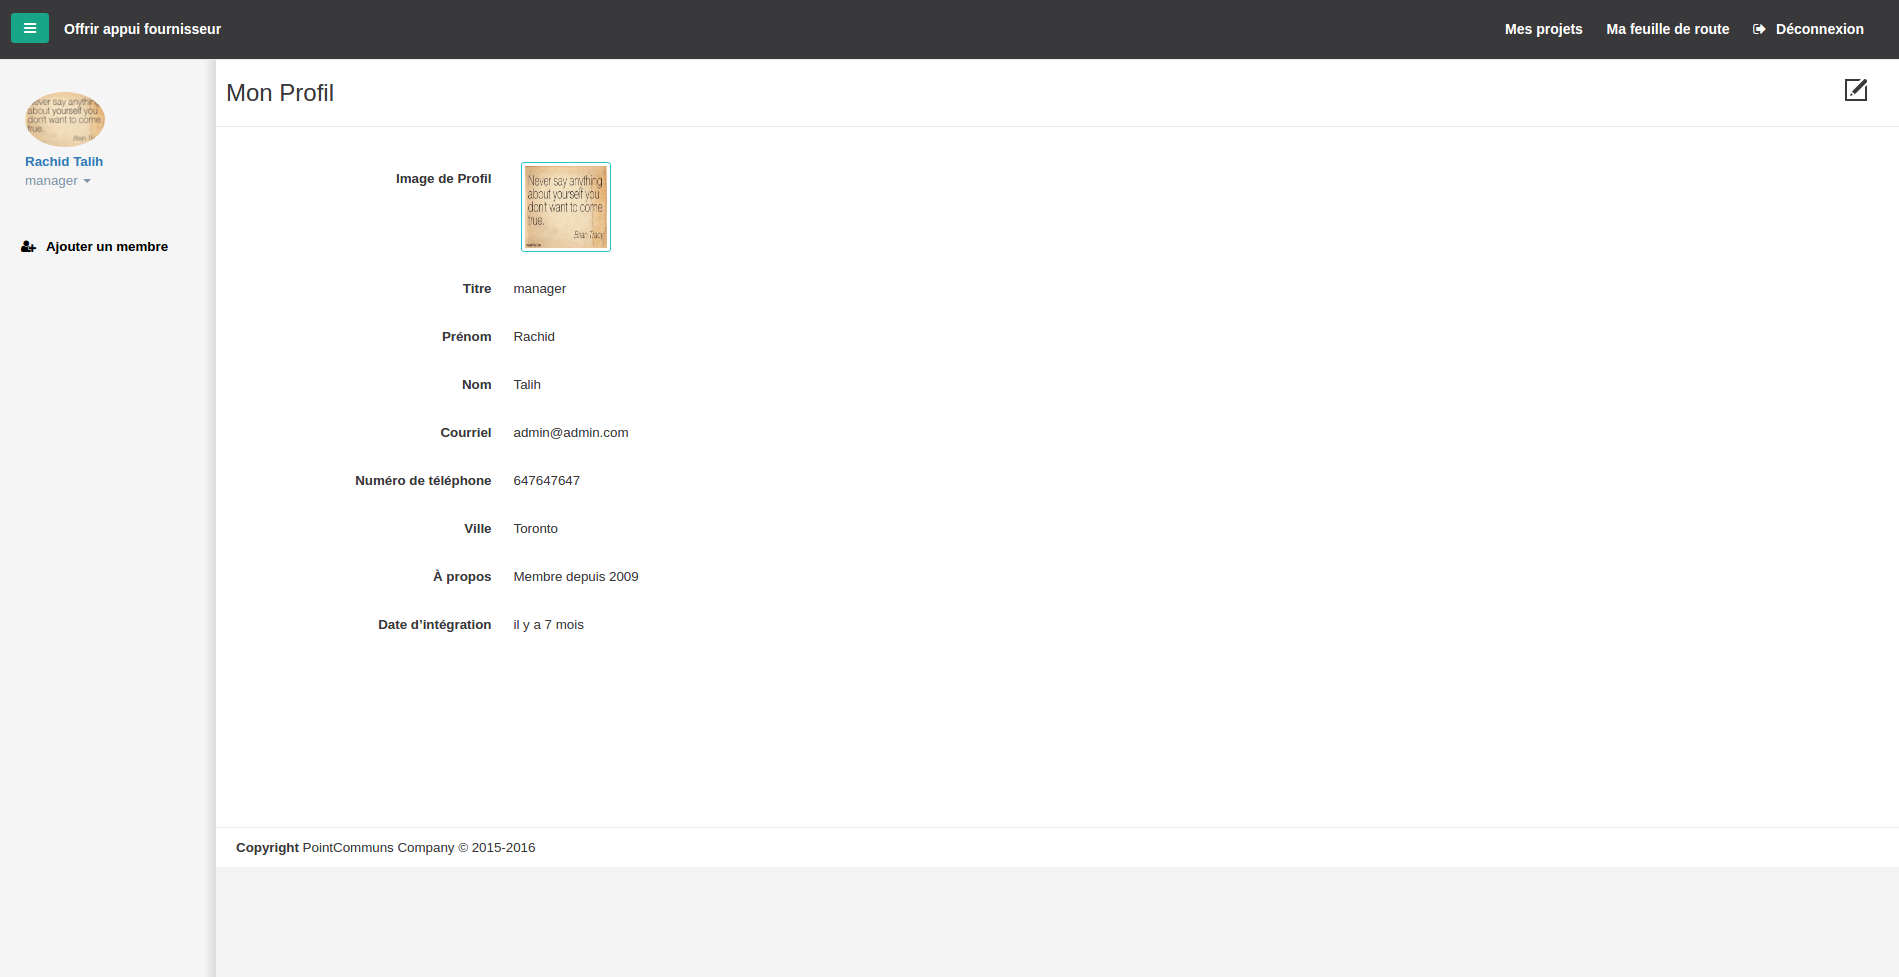 Offrir appui fournisseur
Mes projets
Ma feuille de route
Déconnexion
Never say anything
about yourself you
don't want to come
true.
Rachid Talih
manager
Ajouter un membre
Mon Profil
Image de Profil
Never say anything
about yourself you
don't want to come
true.
Brian Tracy
Titre manager
Prénom Rachid
Nom Talih
Courriel admin@admin.com
Numéro de téléphone 647647647
Ville Toronto
À propos Membre depuis 2009
Date d’intégration il y a 7 mois
Copyright PointCommuns Company © 2015-2016